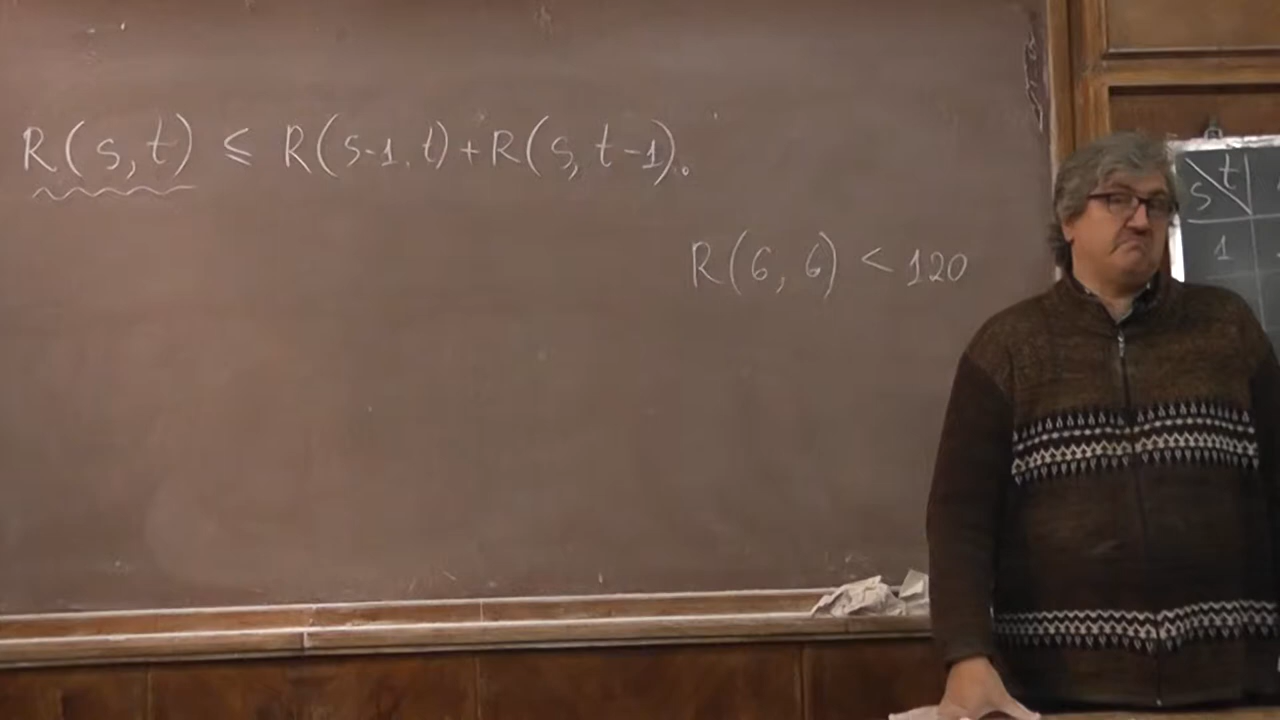 R(s,t) ≤ R(s-1,t)+R(s,t-1).
R(6,6) < 120
s t
1